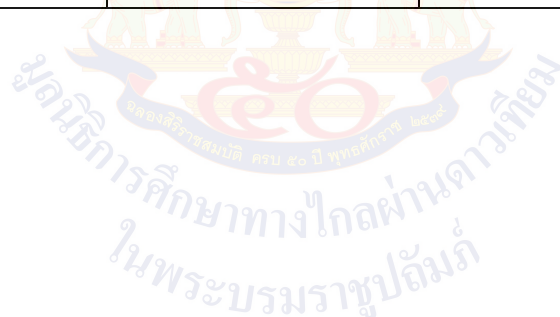 ฉลองสิริราชสมบัติ ครบ ๕๐ ปี พุทธศักราช ๒๕๓๙
๕๐
มูลนิธิการศึกษาทางไกลผ่านดาวเทียม
ในพระบรมราชูปถัมภ์